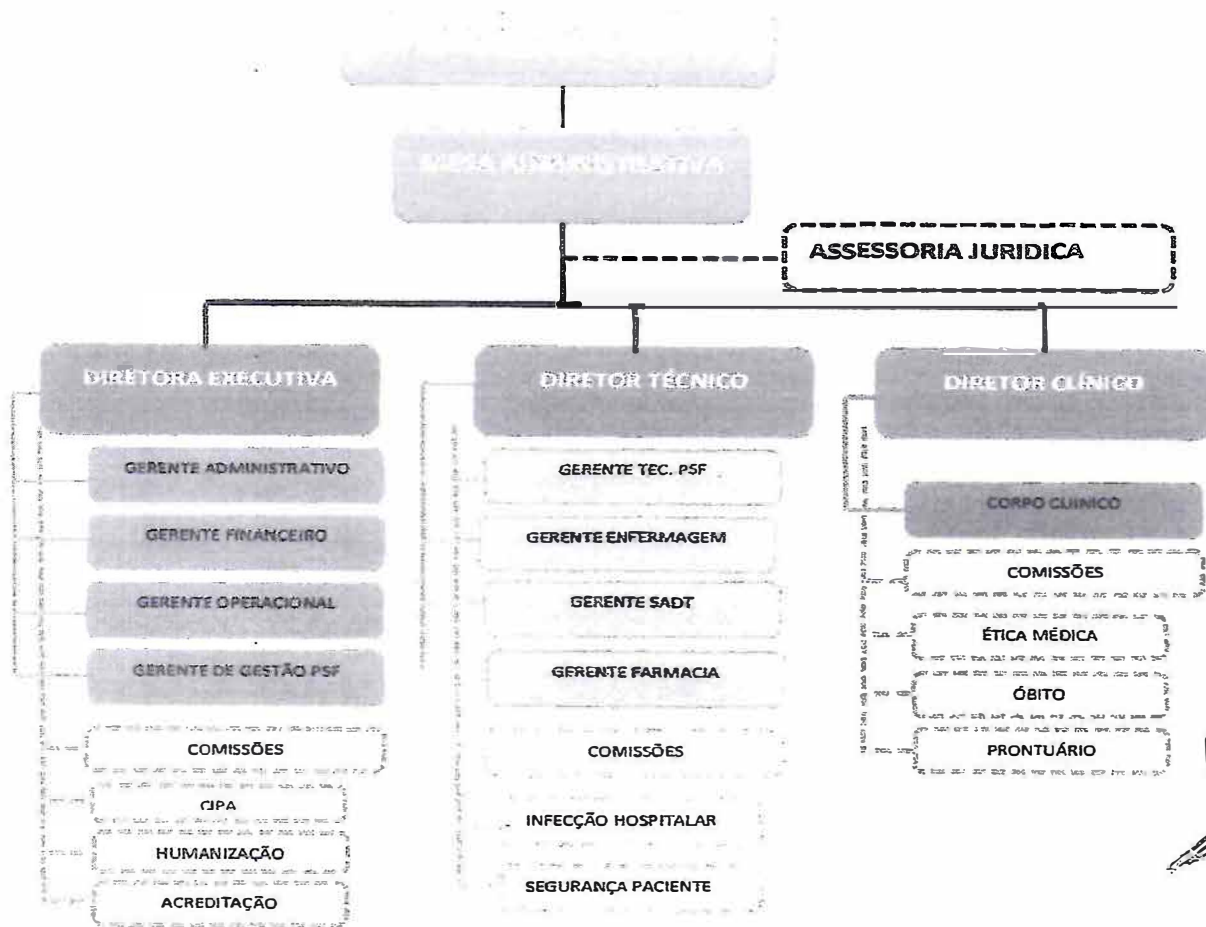 MESA ADMINISTRATIVA
ASSESSORIA JURIDICA
DIRETORA EXECUTIVA
GERENTE ADMINISTRATIVO
GERENTE FINANCEIRO
GERENTE OPERACIONAL
GERENTE DE GESTÃO PSF
COMISSÕES
CIPA
HUMANIZAÇÃO
ACREDITAÇÃO
DIRETOR TÉCNICO
GERENTE TEC. PSF
GERENTE ENFERMAGEM
GERENTE SADT
GERENTE FARMACIA
COMISSÕES
INFECÇÃO HOSPITALAR
SEGURANÇA PACIENTE
DIRETOR CLÍNICO
CORPO CLINICO
COMISSÕES
ÉTICA MÉDICA
ÓBITO
PRONTUÁRIO